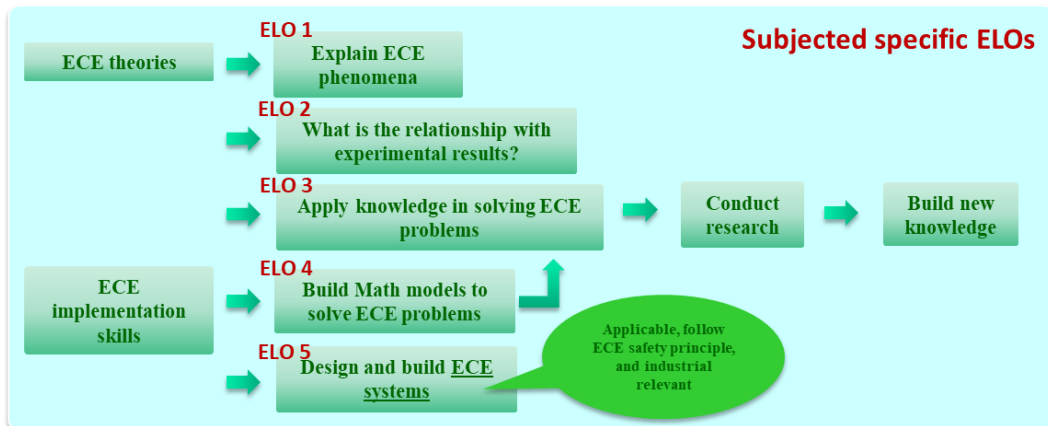 Subjected specific ELOs
ELO 1
ECE theories
Explain ECE
phenomena
ELO 2
What is the relationship with
experimental results?
ELO 3
Apply knowledge in solving ECE
problems
Conduct
research
Build new
knowledge
ECE
implementation
skills
ELO 4
Build Math models to
solve ECE problems
ELO 5
Design and build ECE
systems
Applicable, follow
ECE safety principle,
and industrial
relevant